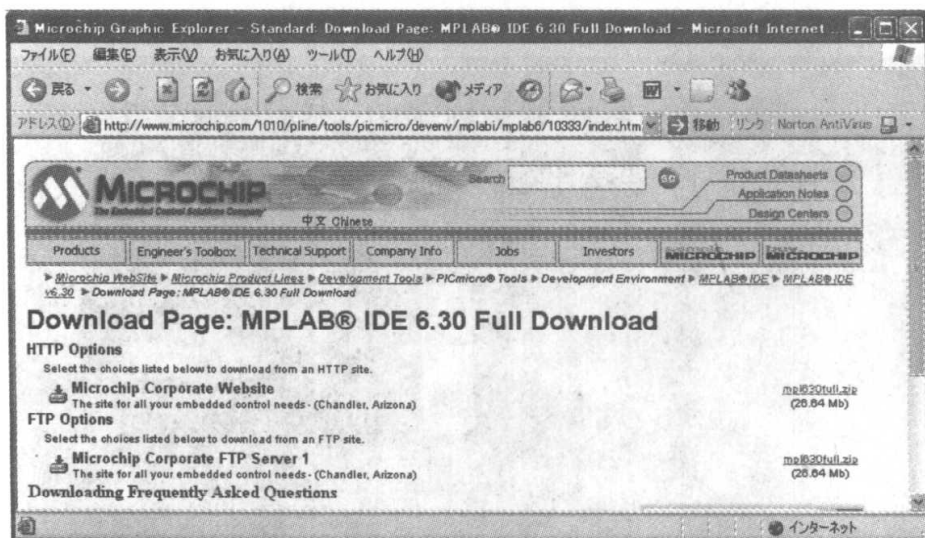 Microchip Graphic Explorer - Standard: Download Page: MPLAB® IDE 6.30 Full Download - Microsoft Internet ...
ファイル(F) 編集(E) 表示(V) お気に入り(A) ツール(T) ヘルプ(H)
戻る 検索 お気に入り メディア
アドレス(D) http://www.microchip.com/1010/pline/tools/picmicro/devenv/mplabi/mplab6/10333/index.htm 移動 リンク Norton AntiVirus
MICROCHIP
The Embedded Control Solutions Company
中文 Chinese
Search GO
Product Datasheets
Application Notes
Design Centers
Products Engineer's Toolbox Technical Support Company Info Jobs Investors MICROCHIP MICROCHIP
Microchip WebSite Microchip Product Lines Development Tools PICmicro Tools Development Environment MPLAB® IDE MPLAB® IDE
v6.30 Download Page: MPLAB® IDE 6.30 Full Download
Download Page: MPLAB® IDE 6.30 Full Download
HTTP Options
Select the choices listed below to download from an HTTP site.
Microchip Corporate Website mpl630full.zip
The site for all your embedded control needs - (Chandler, Arizona) (26.64 Mb)
FTP Options
Select the choices listed below to download from an FTP site.
Microchip Corporate FTP Server 1 mpl630full.zip
The site for all your embedded control needs - (Chandler, Arizona) (26.64 Mb)
Downloading Frequently Asked Questions
インターネット